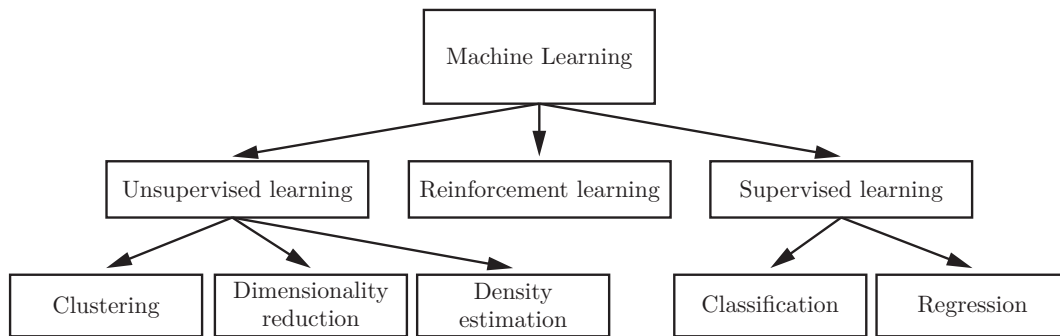 Machine Learning
Unsupervised learning
Reinforcement learning
Supervised learning
Clustering
Dimensionality
reduction
Density
estimation
Classification
Regression